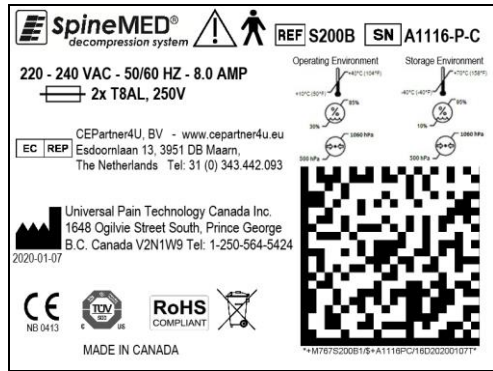 SpineMED®
decompression system
REF S200B SN A1116-P-C
220 - 240 VAC - 50/60 HZ - 8.0 AMP
2x T8AL, 250V
Operating Environment
+40°C (104°F)
+10°C (50°F)
85%
%
30%
1060 hPa
500 hPa
Storage Environment
+70°C (158°F)
-40°C (-40°F)
85%
%
10%
1060 hPa
500 hPa
EC REP
CEPartner4U, BV - www.cepartner4u.eu
Esdoornlaan 13, 3951 DB Maarn,
The Netherlands Tel: 31 (0) 343.442.093
Universal Pain Technology Canada Inc.
1648 Ogilvie Street South, Prince George
B.C. Canada V2N1W9 Tel: 1-250-564-5424
2020-01-07
CE
NB 0413
TÜV
C US
RoHS
COMPLIANT
MADE IN CANADA
*+M767S200B1/$+A1116PC/16D20200107T*